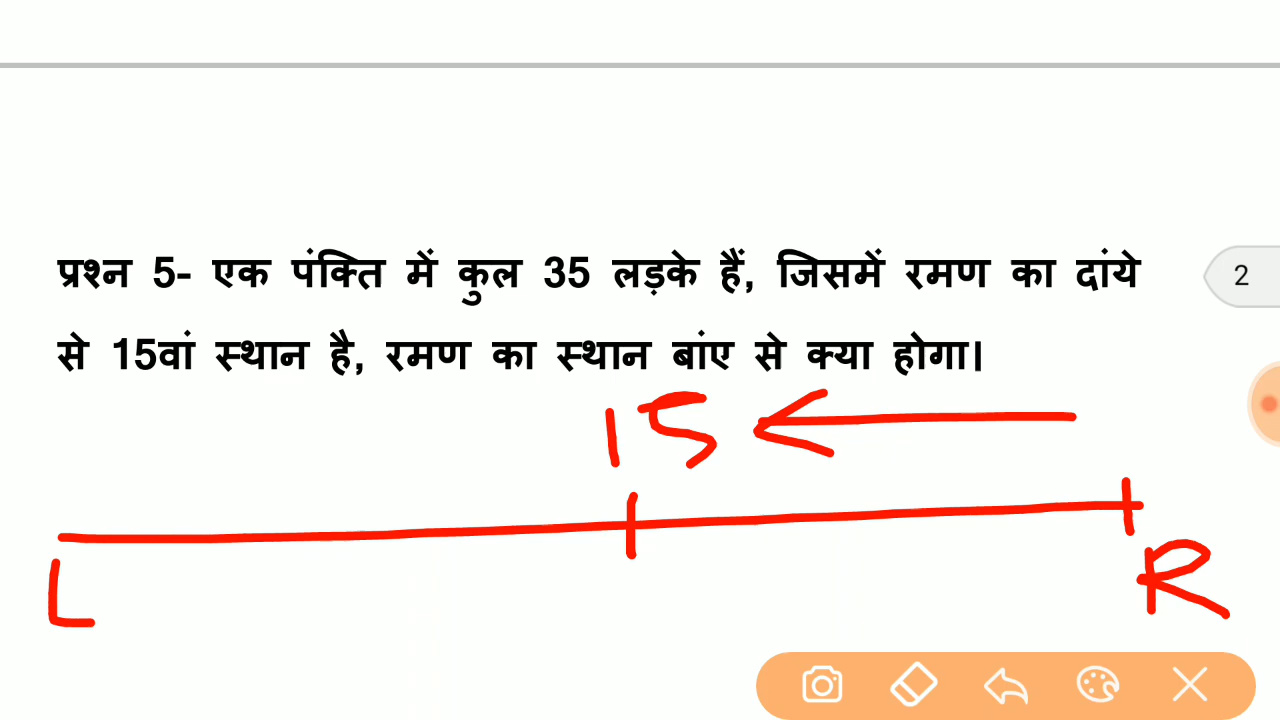 प्रश्न 5- एक पंक्ति में कुल 35 लड़के हैं, जिसमें रमण का दांये
2
से 15वां स्थान है, रमण का स्थान बांए से क्या होगा।
15
L
R